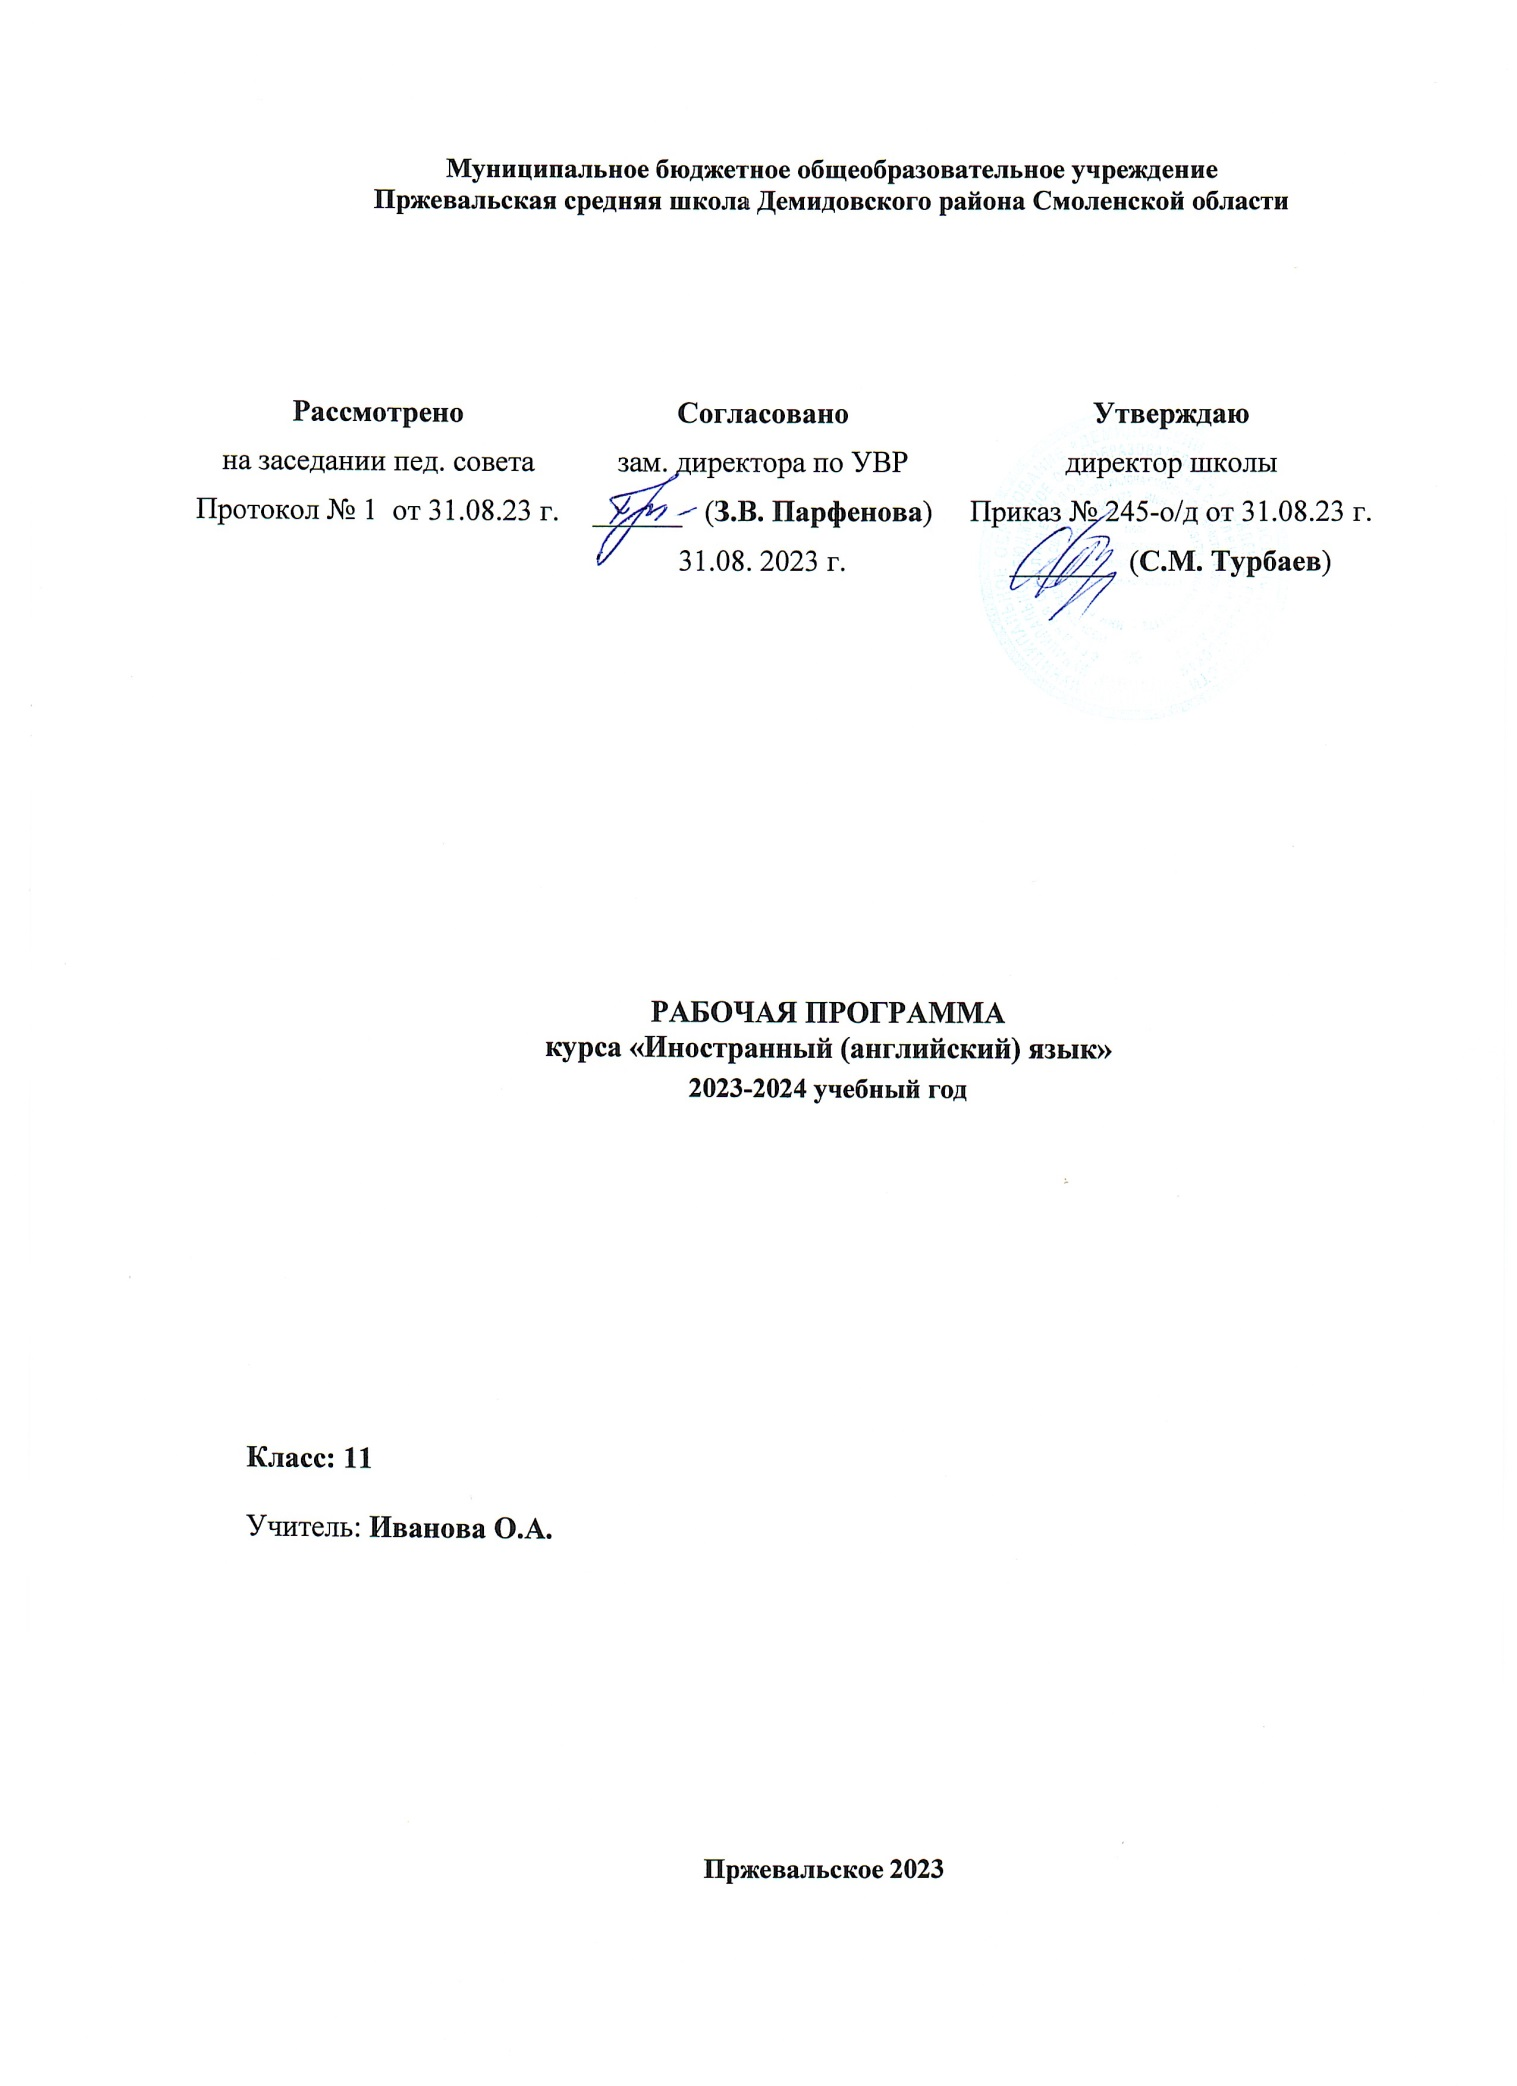 Муниципальное бюджетное общеобразовательное учреждение
Пржевальская средняя школа Демидовского района Смоленской области
Рассмотрено
на заседании пед. совета
Протокол № 1 от 31.08.23 г.
Согласовано
зам. директора по УВР
(З.В. Парфенова)
31.08. 2023 г.
Утверждаю
директор школы
Приказ № 245-о/д от 31.08.23 г.
(С.М. Турбаев)
РАБОЧАЯ ПРОГРАММА
курса «Иностранный (английский) язык»
2023-2024 учебный год
Класс: 11
Учитель: Иванова О.А.
Пржевальское 2023